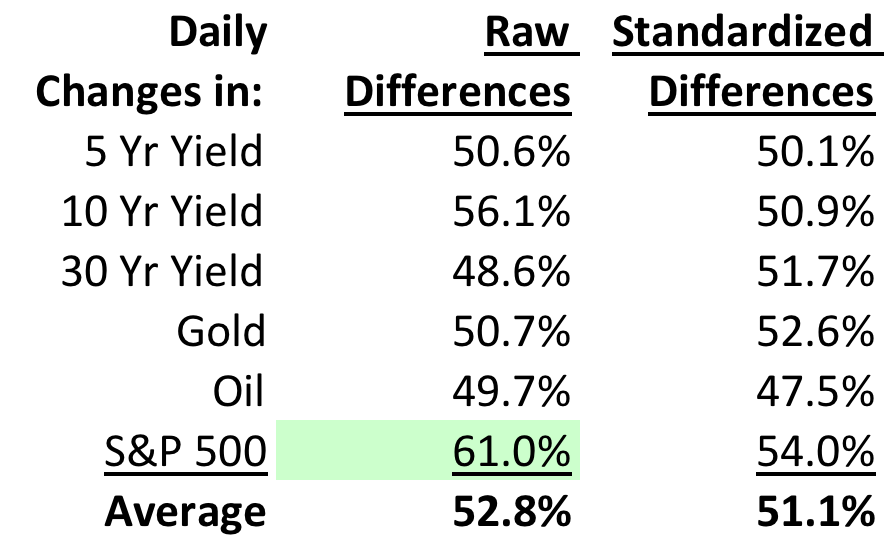 Daily Raw Standardized
Changes in: Differences Differences
5 Yr Yield 50.6% 50.1%
10 Yr Yield 56.1% 50.9%
30 Yr Yield 48.6% 51.7%
Gold 50.7% 52.6%
Oil 49.7% 47.5%
S&P 500 61.0% 54.0%
Average 52.8% 51.1%